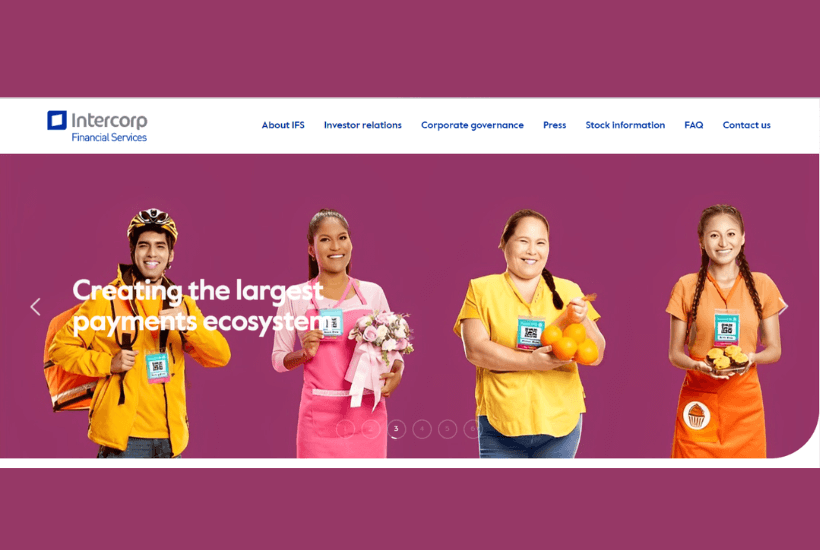 Intercorp
Financial Services
About IFS
Investor relations
Corporate governance
Press
Stock information
FAQ
Contact us
Creating the largest
payments ecosystem
1 2 3 4 5 6